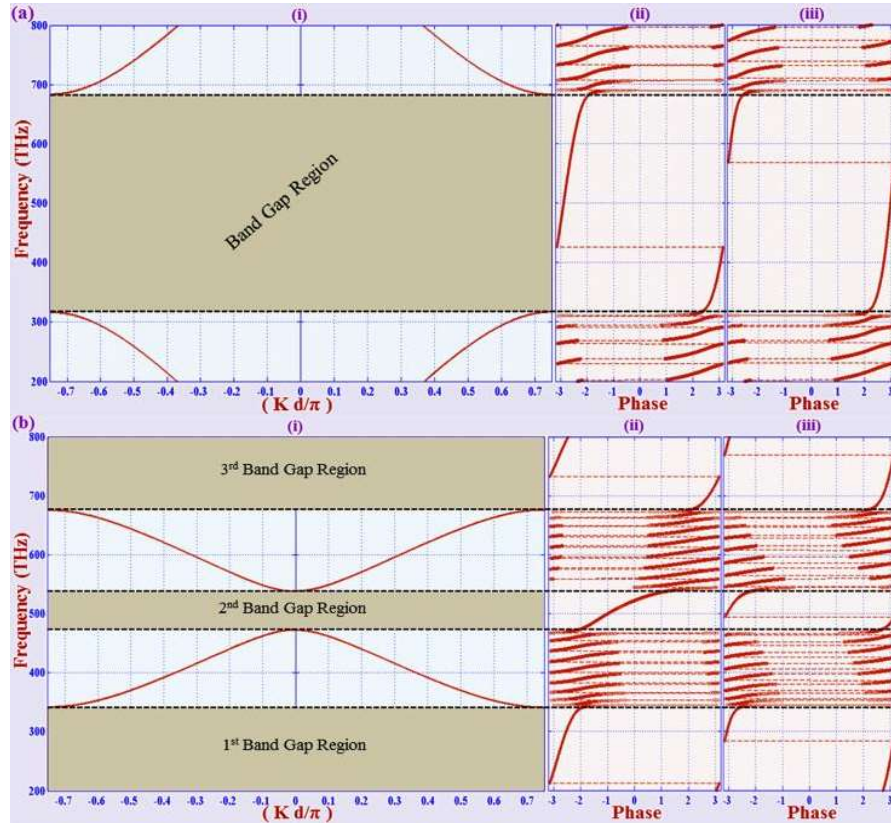 (a)
(i)
(ii)
(iii)
Frequency (THz)
800
700
600
500
400
300
200
Band Gap Region
-0.7 -0.6 -0.5 -0.4 -0.3 -0.2 -0.1 0 0.1 0.2 0.3 0.4 0.5 0.6 0.7
-3 -2 -1 0 1 2 3
-3 -2 -1 0 1 2 3
( K d/π )
Phase
Phase
(b)
(i)
(ii)
(iii)
Frequency (THz)
800
700
600
500
400
300
200
3rd Band Gap Region
2nd Band Gap Region
1st Band Gap Region
-0.7 -0.6 -0.5 -0.4 -0.3 -0.2 -0.1 0 0.1 0.2 0.3 0.4 0.5 0.6 0.7
-3 -2 -1 0 1 2 3
-3 -2 -1 0 1 2 3
( K d/π )
Phase
Phase